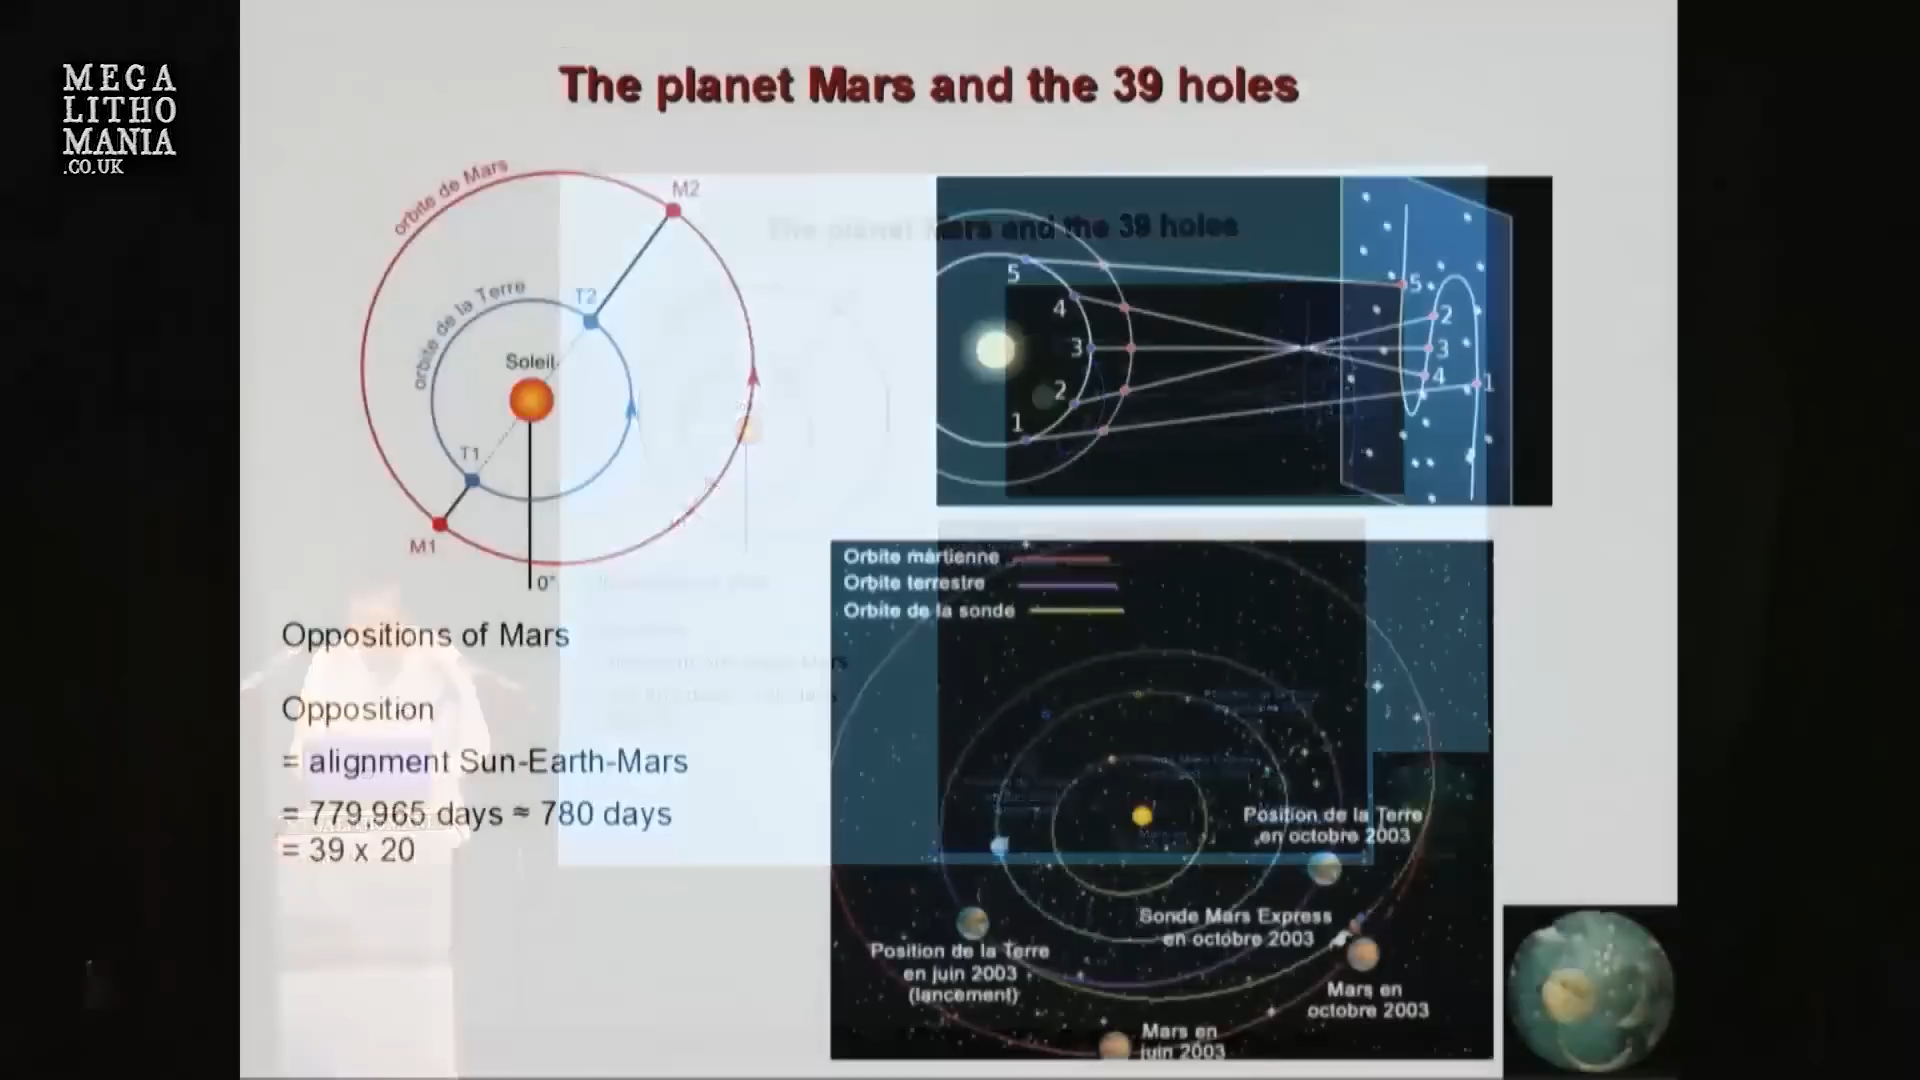 MEGA
LITHO
MANIA
.CO.UK
The planet Mars and the 39 holes
orbite de Mars
M2
orbite de la Terre
T2
Soleil
T1
M1
0°
The planet Mars and the 39 holes
5
4
3
2
1
5
2
3
4
1
Oppositions of Mars
Opposition
= alignment Sun-Earth-Mars
= 779,965 days ≈ 780 days
= 39 x 20
Orbite martienne
Orbite terrestre
Orbite de la sonde
Position de la Terre
en octobre 2003
Sonde Mars Express
en octobre 2003
Position de la Terre
en juin 2003
(lancement)
Mars en
octobre 2003
Mars en
juin 2003